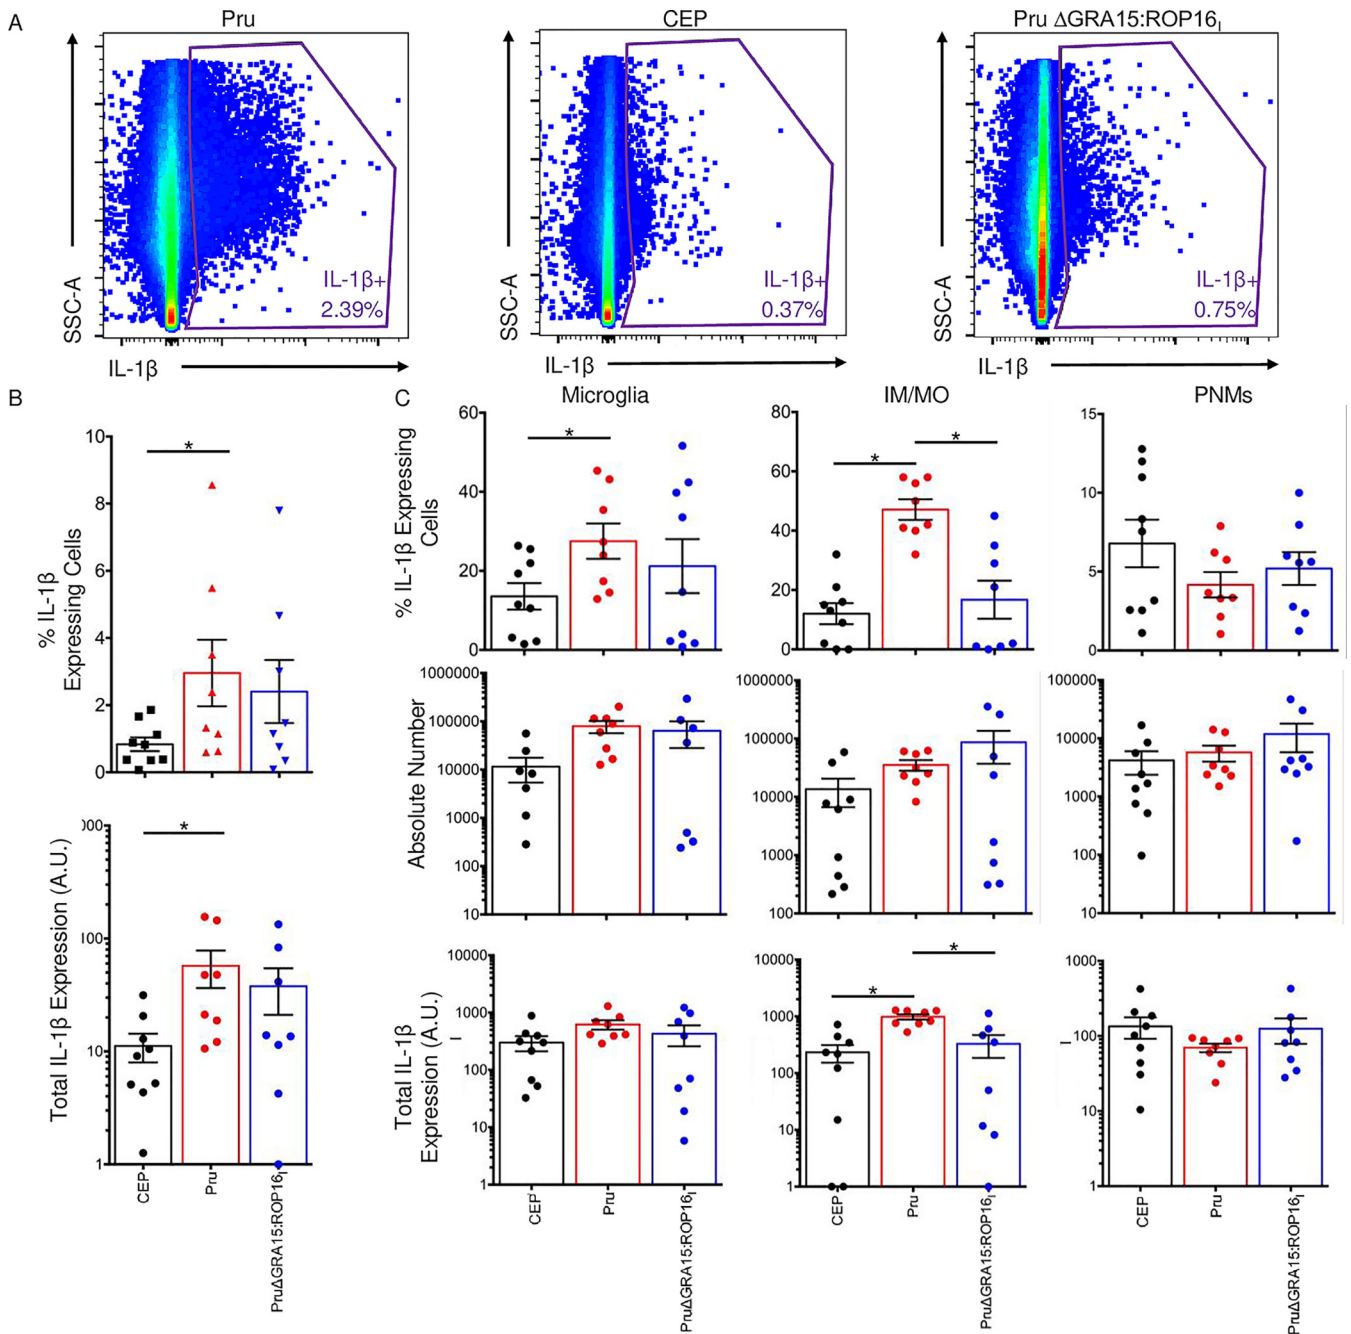 A
Pru
CEP
Pru ΔGRA15:ROP16I
SSC-A
IL-1β+
2.39%
IL-1β
SSC-A
IL-1β+
0.37%
IL-1β
SSC-A
IL-1β+
0.75%
IL-1β
B
% IL-1β
Expressing Cells
10
8
6
4
2
0
*
Total IL-1β Expression (A.U.)
000
100
10
1
*
CEP
Pru
PruΔGRA15:ROP16I
C
Microglia
IM/MO
PNMs
% IL-1β Expressing
Cells
60
40
20
0
*
80
60
40
20
0
*
*
15
10
5
0
Absolute Number
1000000
100000
10000
1000
100
10
1000000
100000
10000
1000
100
100000
10000
1000
100
10
Total IL-1β
Expression (A.U.)
10000
1000
100
10
1
10000
1000
100
10
1
*
*
1000
100
10
1
CEP
Pru
PruΔGRA15:ROP16I
CEP
Pru
PruΔGRA15:ROP16I
CEP
Pru
PruΔGRA15:ROP16I